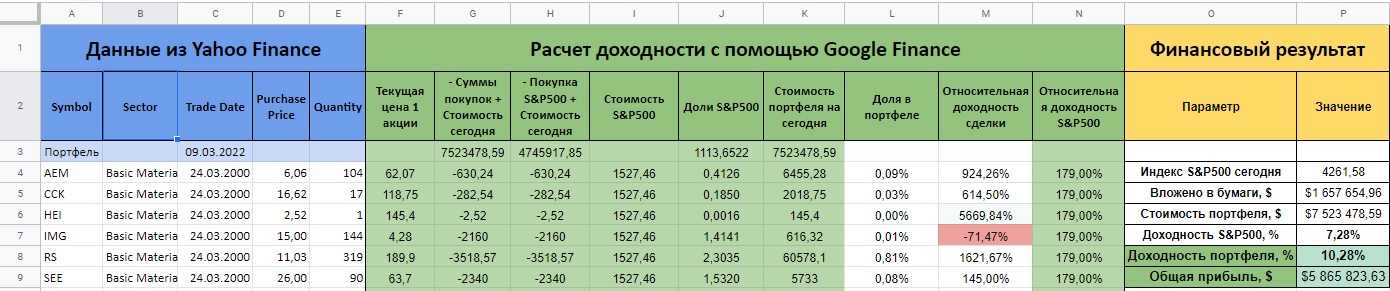 A B C D E F G H I J K L M N O P
1 Данные из Yahoo Finance Расчет доходности с помощью Google Finance Финансовый результат
2 Symbol Sector Trade Date Purchase Price Quantity Текущая цена 1 акции - Суммы покупок + Стоимость сегодня - Покупка S&P500 + Стоимость сегодня Стоимость S&P500 Доли S&P500 Стоимость портфеля на сегодня Доля в портфеле Относительная доходность сделки Относительна я доходность S&P500 Параметр Значение
3 Портфель 09.03.2022 7523478,59 4745917,85 1113,6522 7523478,59
4 AEM Basic Materia 24.03.2000 6,06 104 62,07 -630,24 -630,24 1527,46 0,4126 6455,28 0,09% 924,26% 179,00% Индекс S&P500 сегодня 4261,58
5 CCK Basic Materia 24.03.2000 16,62 17 118,75 -282,54 -282,54 1527,46 0,1850 2018,75 0,03% 614,50% 179,00% Вложено в бумаги, $ $1 657 654,96
6 HEI Basic Materia 24.03.2000 2,52 1 145,4 -2,52 -2,52 1527,46 0,0016 145,4 0,00% 5669,84% 179,00% Стоимость портфеля, $ $7 523 478,59
7 IMG Basic Materia 24.03.2000 15,00 144 4,28 -2160 -2160 1527,46 1,4141 616,32 0,01% -71,47% 179,00% Доходность S&P500, % 7,28%
8 RS Basic Materia 24.03.2000 11,03 319 189,9 -3518,57 -3518,57 1527,46 2,3035 60578,1 0,81% 1621,67% 179,00% Доходность портфеля, % 10,28%
9 SEE Basic Materia 24.03.2000 26,00 90 63,7 -2340 -2340 1527,46 1,5320 5733 0,08% 145,00% 179,00% Общая прибыль, $ $5 865 823,63